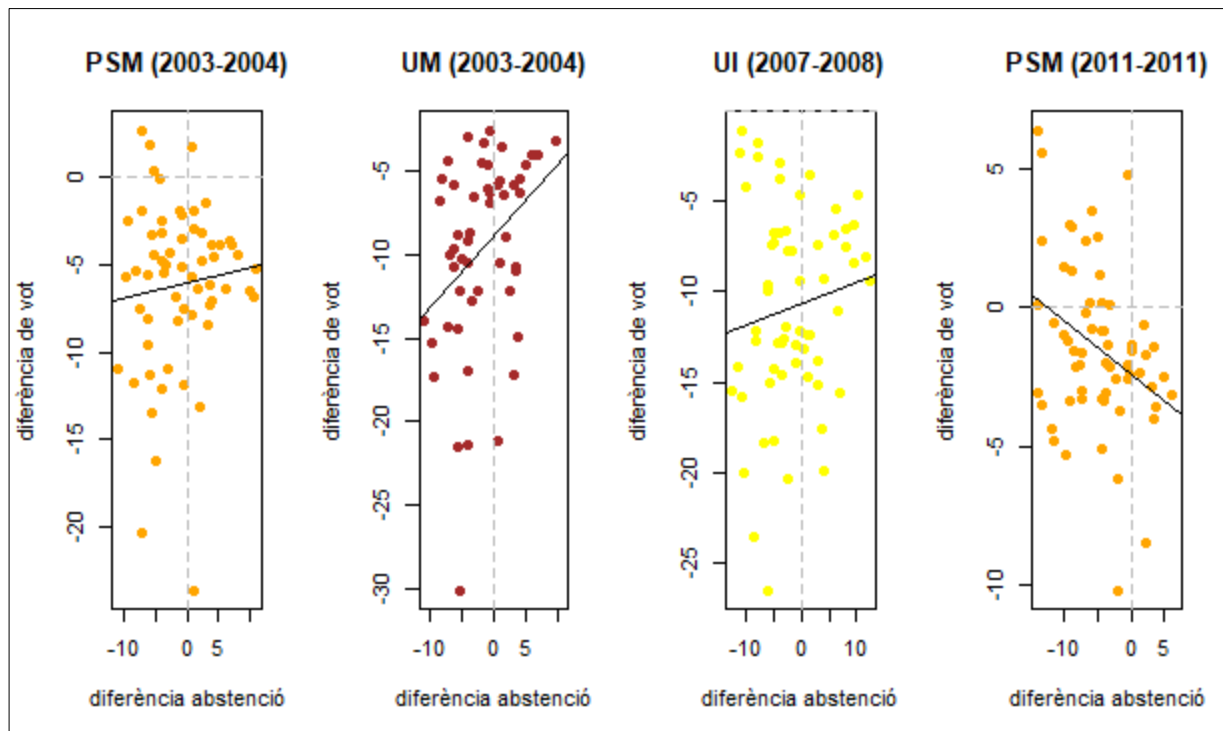 PSM (2003-2004)
UM (2003-2004)
UI (2007-2008)
PSM (2011-2011)
diferència de vot
0
-5
-10
-15
-20
-10
0
5
diferència abstenció
diferència de vot
-5
-10
-15
-20
-25
-30
-10
0
5
diferència abstenció
diferència de vot
-5
-10
-15
-20
-25
-10
0
10
diferència abstenció
diferència de vot
5
0
-5
-10
-10
0
5
diferència abstenció